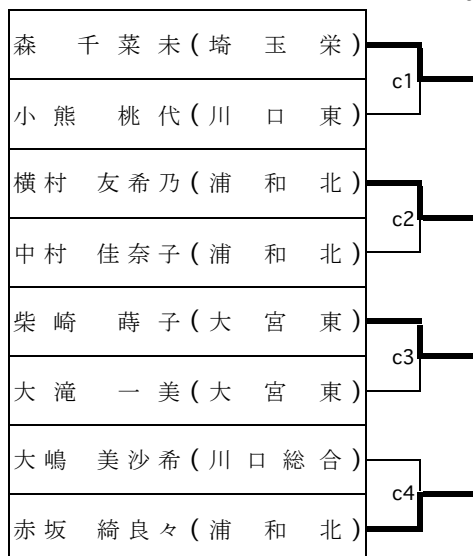 森 千菜未(埼玉栄)
c1
小熊 桃代(川口東)
横村 友希乃(浦和北)
c2
中村 佳奈子(浦和北)
柴崎 蒔子(大宮東)
c3
大滝 一美(大宮東)
大嶋 美沙希(川口総合)
c4
赤坂 綺良々(浦和北)